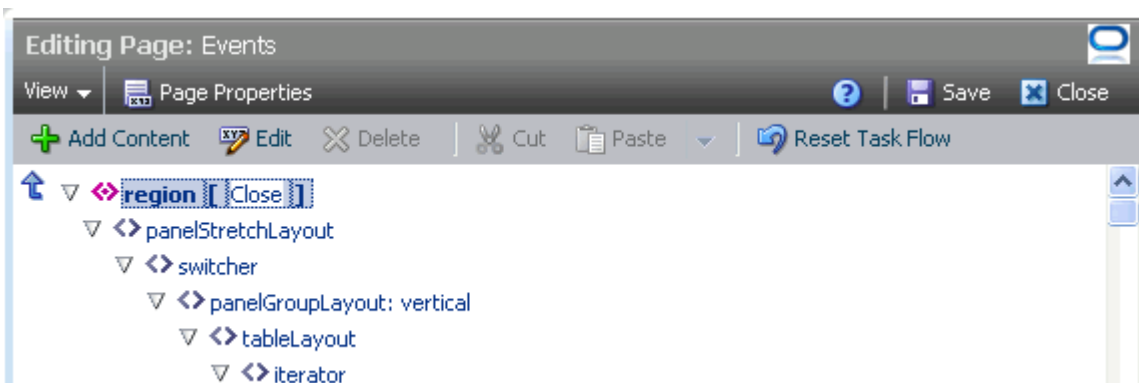 Editing Page: Events
View Page Properties ? Save Close
Add Content Edit Delete Cut Paste Reset Task Flow
region [ Close ]
panelStretchLayout
switcher
panelGroupLayout: vertical
tableLayout
iterator